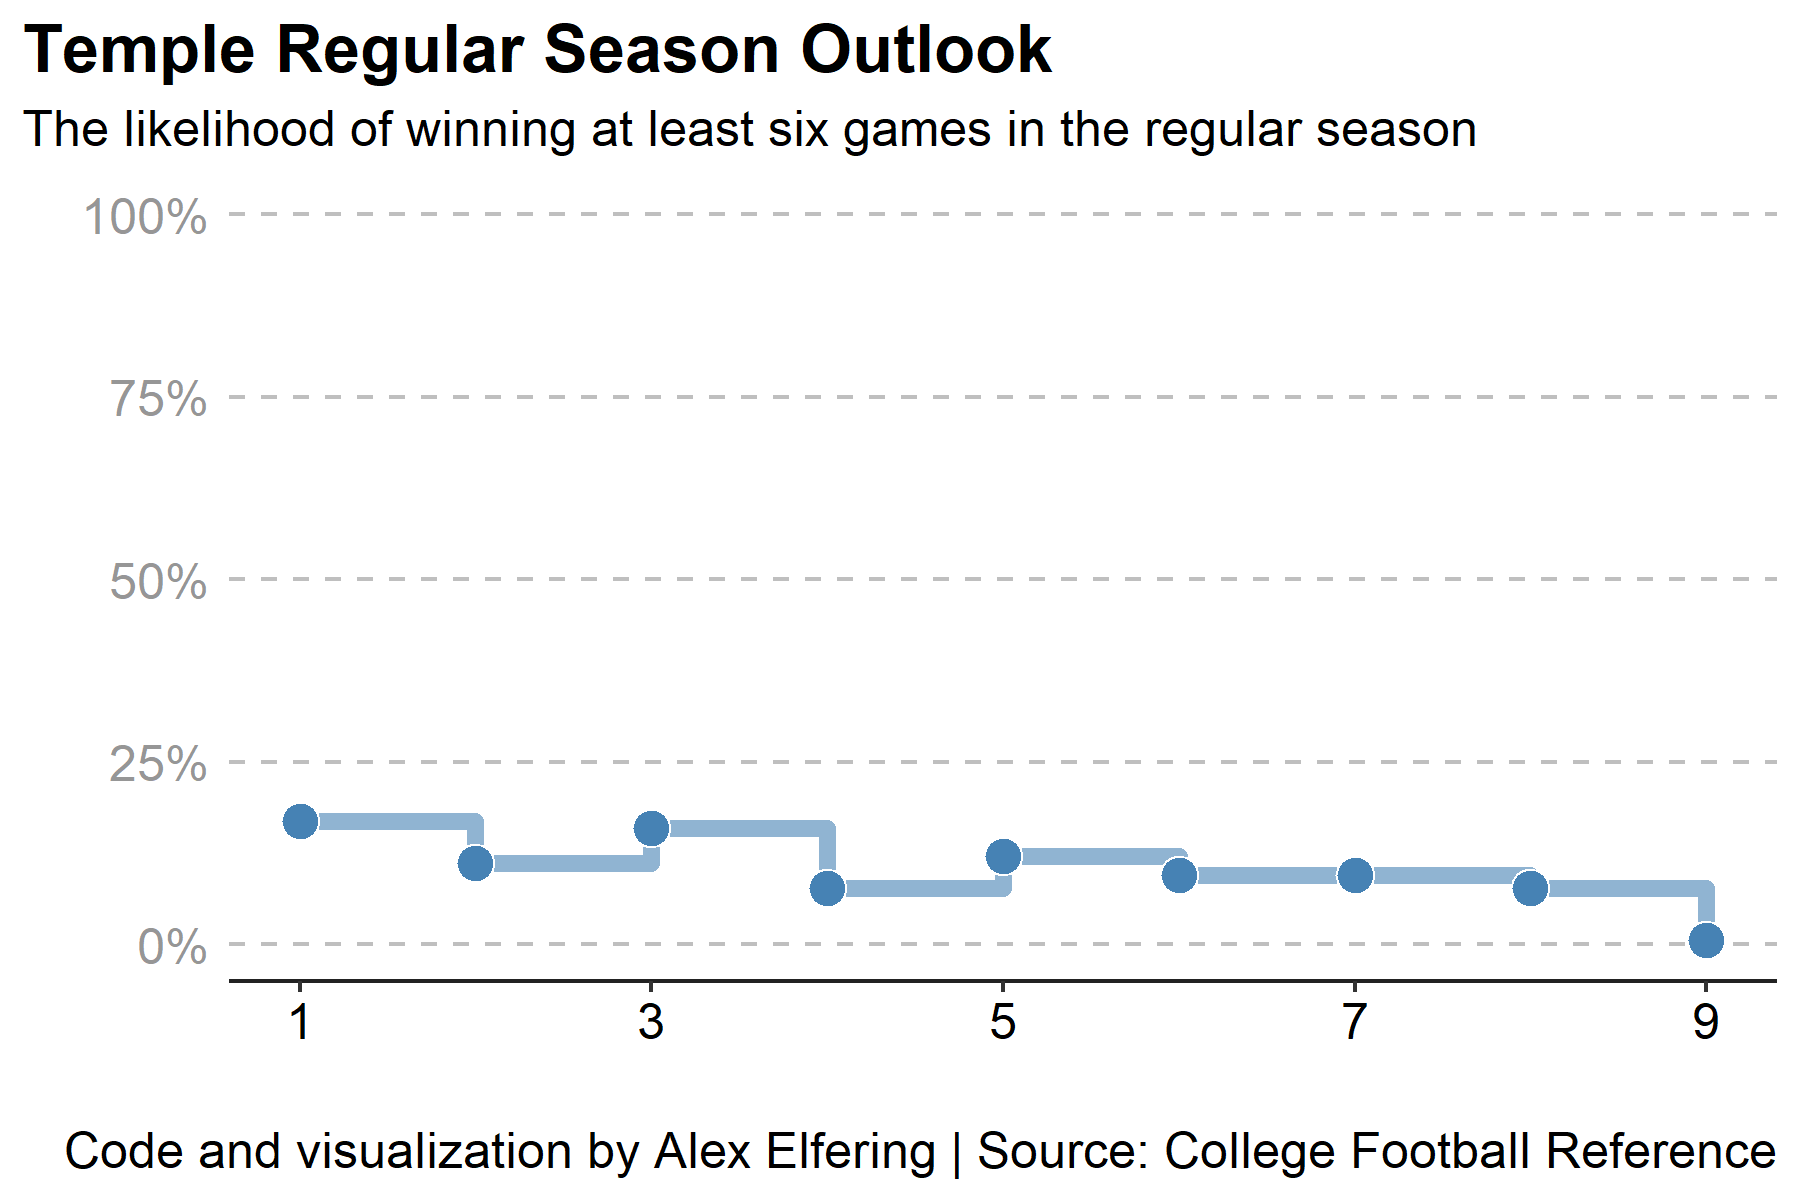 Temple Regular Season Outlook
The likelihood of winning at least six games in the regular season
100%
75%
50%
25%
0%
1 3 5 7 9
Code and visualization by Alex Elfering | Source: College Football Reference